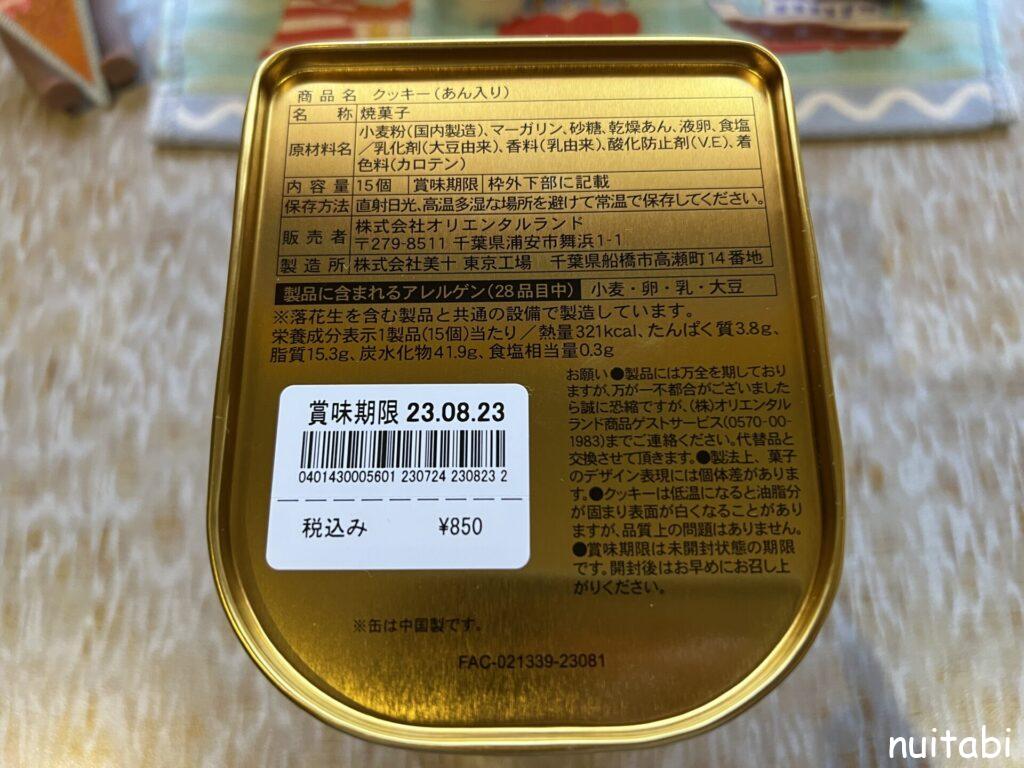 商品名 クッキー(あん入り)
名称 焼菓子
原材料名 小麦粉(国内製造)、マーガリン、砂糖、乾燥あん、液卵、食塩
/乳化剤(大豆由来)、香料(乳由来)、酸化防止剤(V.E)、着
色料(カロテン)
内容量 15個 賞味期限 枠外下部に記載
保存方法 直射日光、高温多湿な場所を避けて常温で保存してください。
販売者 株式会社オリエンタルランド
〒279-8511 千葉県浦安市舞浜1-1
製造所 株式会社美十 東京工場 千葉県船橋市高瀬町14番地
製品に含まれるアレルゲン(28品目中) 小麦・卵・乳・大豆
※落花生を含む製品と共通の設備で製造しています。
栄養成分表示1製品(15個)当たり/熱量321kcal、たんぱく質3.8g、
脂質15.3g、炭水化物41.9g、食塩相当量0.3g
お願い●製品には万全を期しており
ますが、万が一不都合がございました
ら誠に恐縮ですが、(株)オリエンタル
ランド商品ゲストサービス(0570-00-
1983)までご連絡ください。代替品と
交換させて頂きます。●製法上、菓子
のデザイン表現には個体差がありま
す。●クッキーは低温になると油脂分
が固まり表面が白くなることがあり
ますが、品質上の問題はありません。
●賞味期限は未開封状態の期限
です。開封後はお早めにお召し上
がりください。
賞味期限 23.08.23
0401430005601 230724 230823 2
税込み ¥850
※缶は中国製です。
FAC-021339-23081
nuitabi